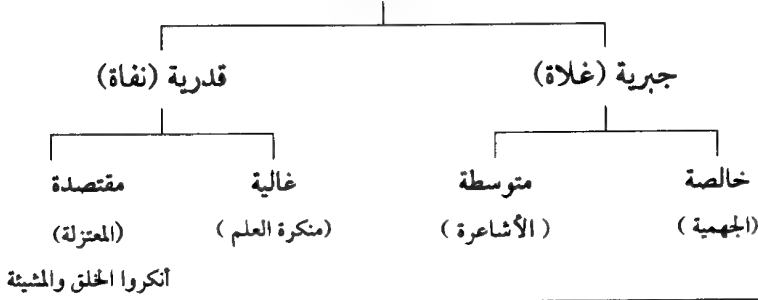 جبرية (غلاة) قدرية (نفاة)
خالصة متوسطة غالية مقتصدة
(الجهمية) (الأشاعرة) (منكرة العلم) (المعتزلة)
أنكروا الخلق والمشيئة